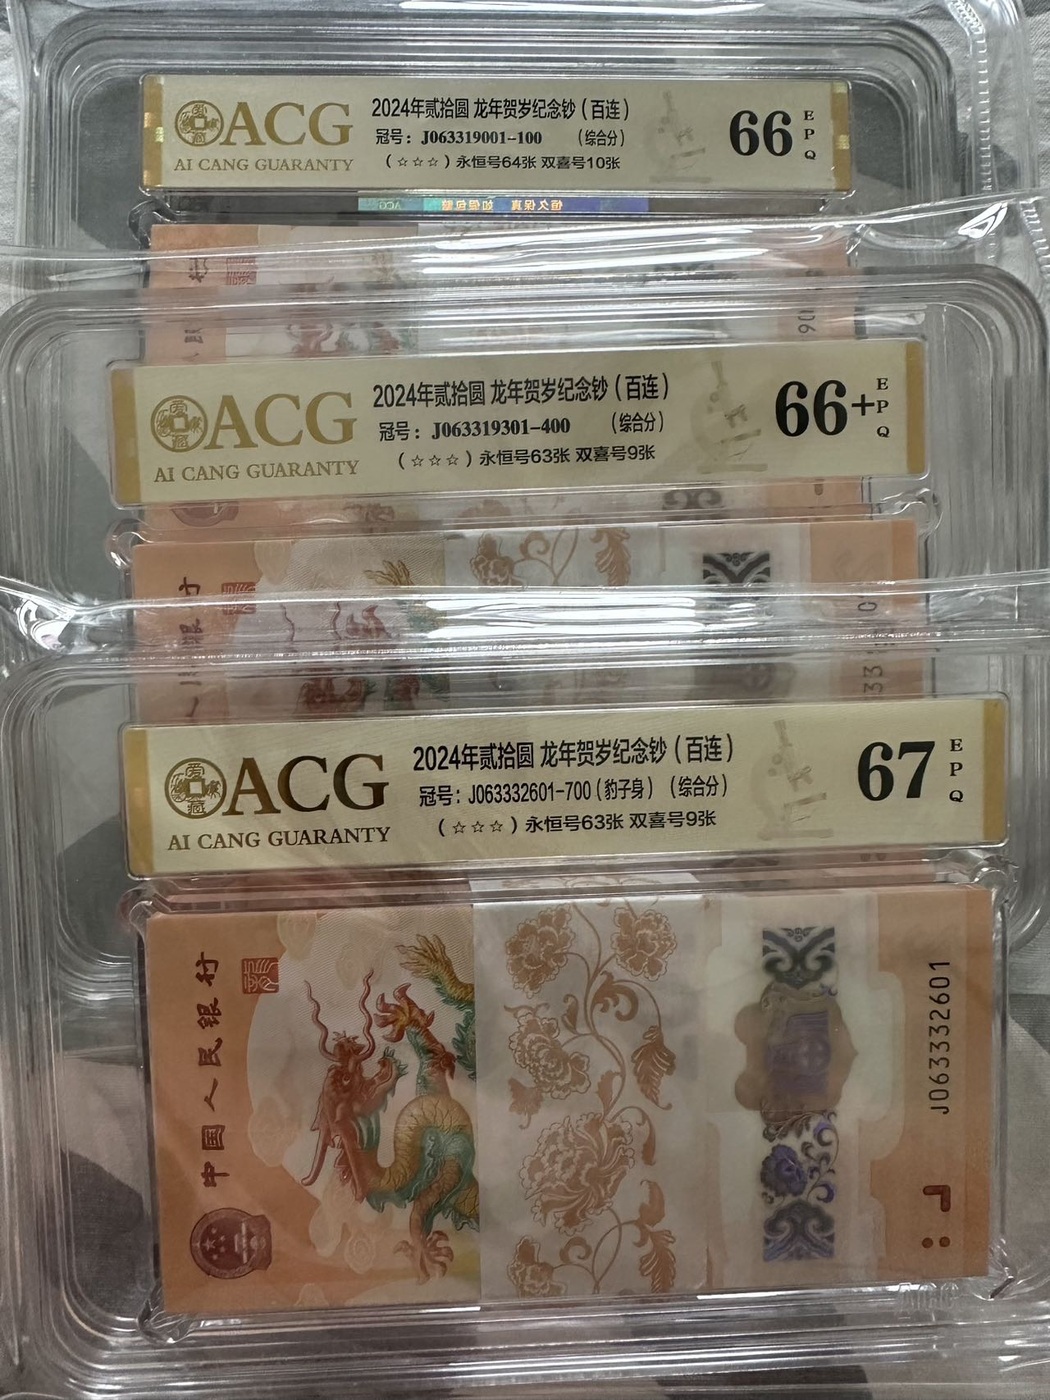 ACG
AI CANG GUARANTY
2024年贰拾圆 龙年贺岁纪念钞（百连）
冠号：J063319001-100 （综合分）
（☆☆☆）永恒号64张 双喜号10张
66
EPQ
ACG
AI CANG GUARANTY
2024年贰拾圆 龙年贺岁纪念钞（百连）
冠号：J063319301-400 （综合分）
（☆☆☆）永恒号63张 双喜号9张
66+
EPQ
ACG
AI CANG GUARANTY
2024年贰拾圆 龙年贺岁纪念钞（百连）
冠号：J063332601-700（豹子身）（综合分）
（☆☆☆）永恒号63张 双喜号9张
67
EPQ
中国人民银行
J063332601